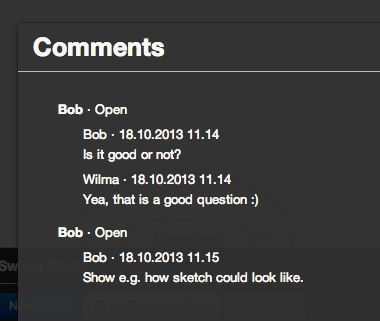 Comments
Bob · Open
Bob · 18.10.2013 11.14
Is it good or not?
Wilma · 18.10.2013 11.14
Yea, that is a good question :)
Bob · Open
Bob · 18.10.2013 11.15
Show e.g. how sketch could look like.